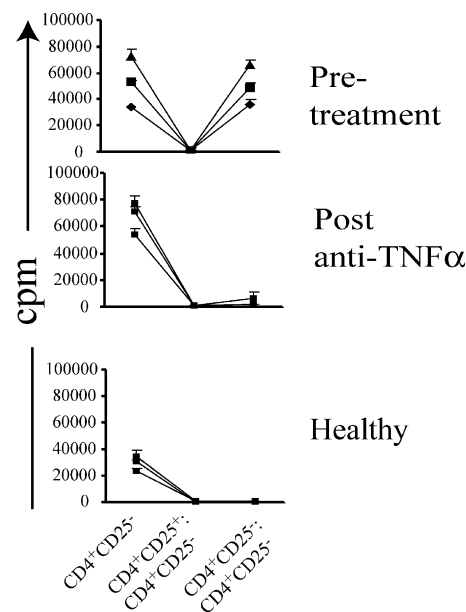 100000
80000
60000
40000
20000
0
Pre-
treatment
100000
80000
60000
40000
20000
0
Post
anti-TNFα
cpm
100000
80000
60000
40000
20000
0
Healthy
CD4⁺CD25⁻
CD4⁺CD25⁺:
CD4⁺CD25⁻
CD4⁺CD25⁻:
CD4⁺CD25⁻